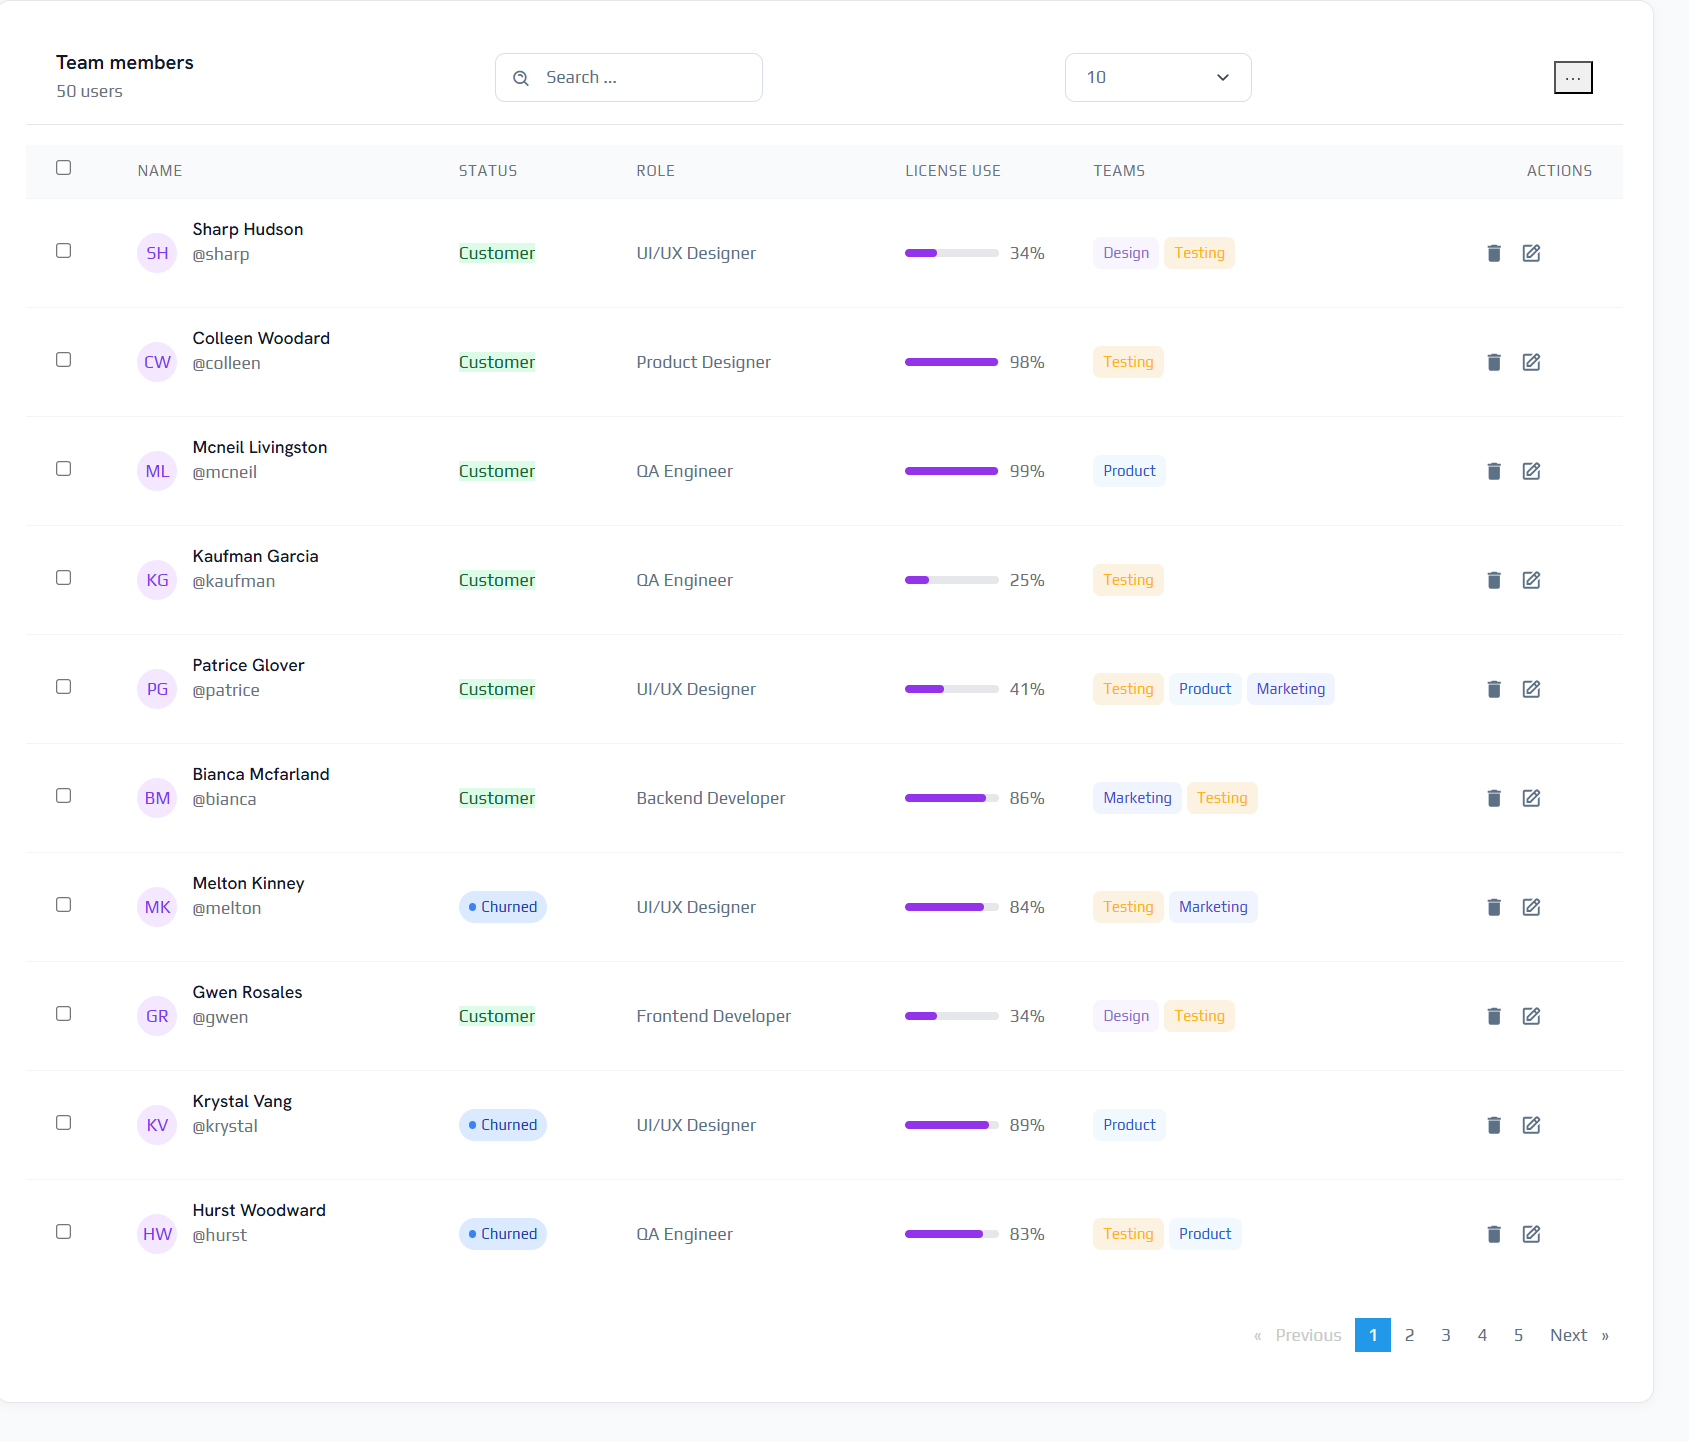 Team members
50 users
Search ...
10
...
NAME STATUS ROLE LICENSE USE TEAMS ACTIONS
SH Sharp Hudson
@sharp
Customer UI/UX Designer 34% Design Testing
CW Colleen Woodard
@colleen
Customer Product Designer 98% Testing
ML Mcneil Livingston
@mcneil
Customer QA Engineer 99% Product
KG Kaufman Garcia
@kaufman
Customer QA Engineer 25% Testing
PG Patrice Glover
@patrice
Customer UI/UX Designer 41% Testing Product Marketing
BM Bianca Mcfarland
@bianca
Customer Backend Developer 86% Marketing Testing
MK Melton Kinney
@melton
Churned UI/UX Designer 84% Testing Marketing
GR Gwen Rosales
@gwen
Customer Frontend Developer 34% Design Testing
KV Krystal Vang
@krystal
Churned UI/UX Designer 89% Product
HW Hurst Woodward
@hurst
Churned QA Engineer 83% Testing Product
« Previous 1 2 3 4 5 Next »